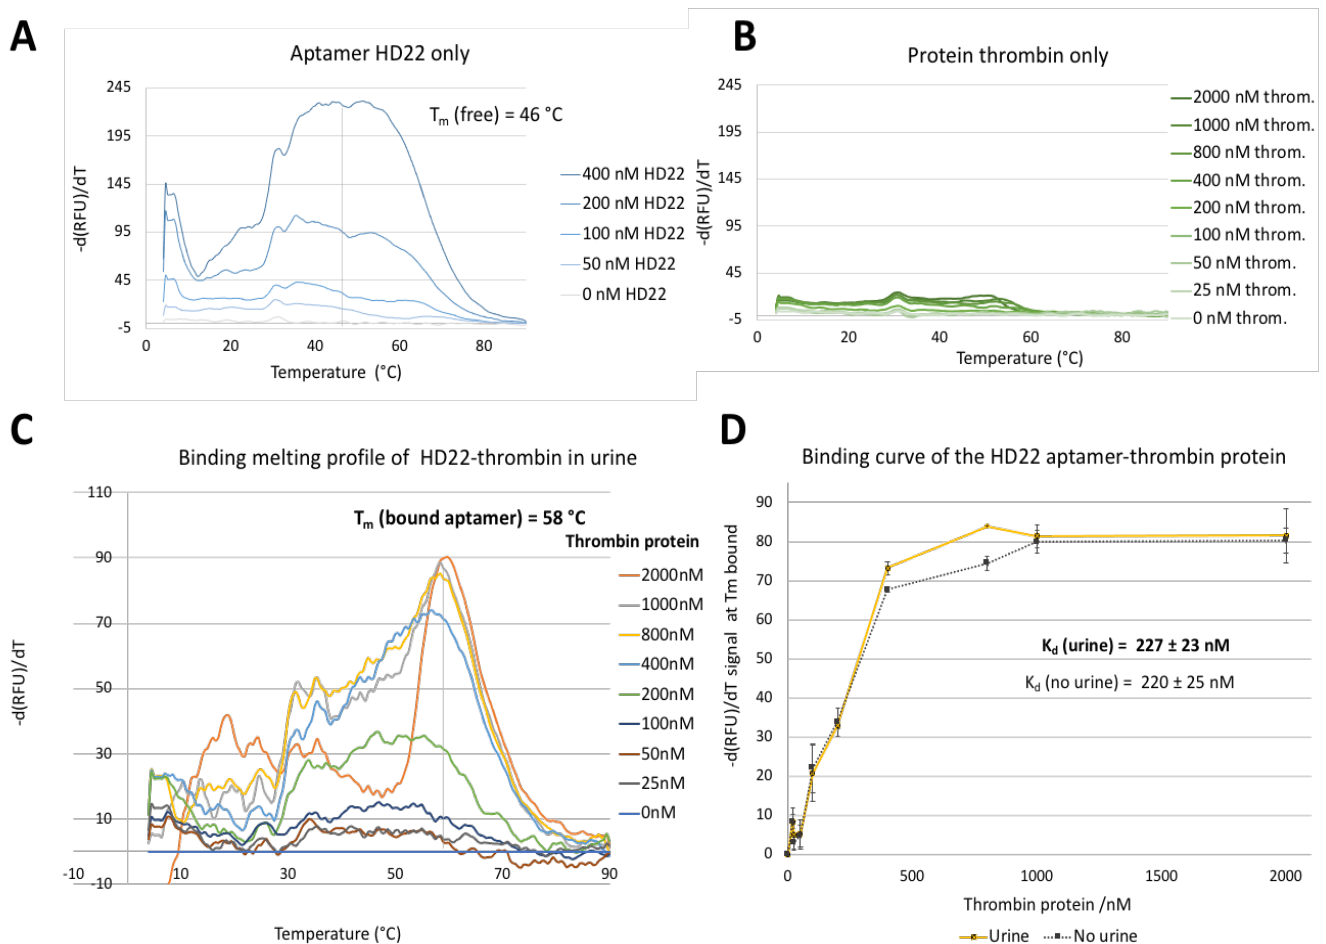 A
Aptamer HD22 only
245
195
145
95
45
-5
-d(RFU)/dT
Tm (free) = 46 °C
400 nM HD22
200 nM HD22
100 nM HD22
50 nM HD22
0 nM HD22
0 20 40 60 80
Temperature (°C)
B
Protein thrombin only
245
195
145
95
45
-5
-d(RFU)/dT
2000 nM throm.
1000 nM throm.
800 nM throm.
400 nM throm.
200 nM throm.
100 nM throm.
50 nM throm.
25 nM throm.
0 nM throm.
0 20 40 60 80
Temperature (°C)
C
Binding melting profile of HD22-thrombin in urine
110
90
70
50
30
10
-10
-d(RFU)/dT
Tm (bound aptamer) = 58 °C
Thrombin protein
2000nM
1000nM
800nM
400nM
200nM
100nM
50nM
25nM
0nM
-10 10 30 50 70 90
Temperature (°C)
D
Binding curve of the HD22 aptamer-thrombin protein
90
80
70
60
50
40
30
20
10
0
-d(RFU)/dT signal at Tm bound
Kd (urine) = 227 ± 23 nM
Kd (no urine) = 220 ± 25 nM
0 500 1000 1500 2000
Thrombin protein /nM
Urine No urine